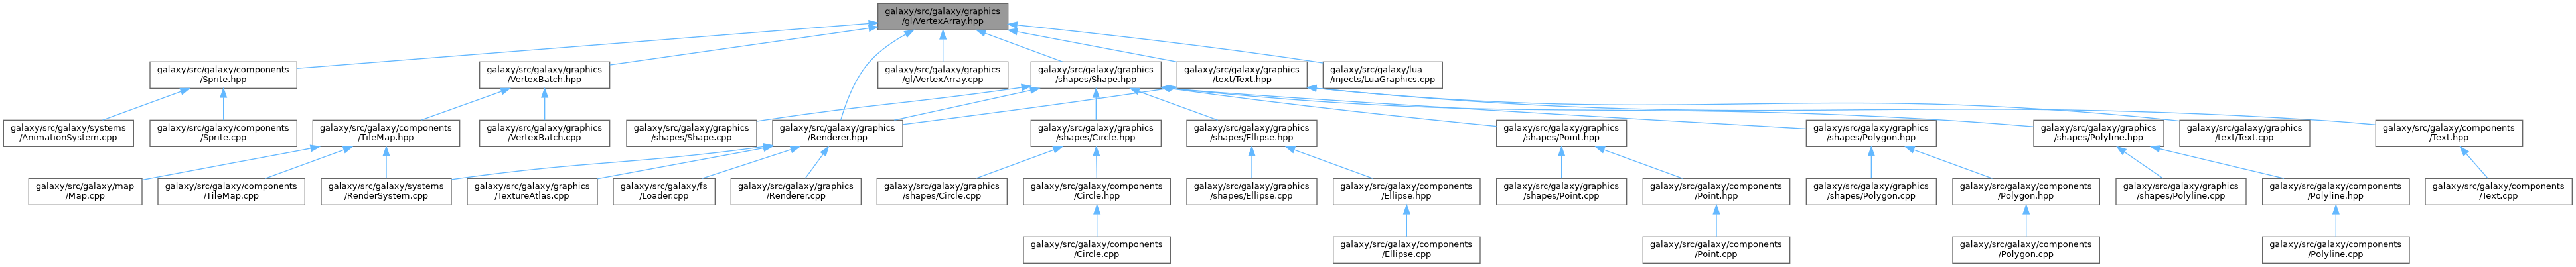 galaxy/src/galaxy/graphics
/gl/VertexArray.hpp
galaxy/src/galaxy/components
/Sprite.hpp
galaxy/src/galaxy/graphics
/VertexBatch.hpp
galaxy/src/galaxy/graphics
/gl/VertexArray.cpp
galaxy/src/galaxy/graphics
/shapes/Shape.hpp
galaxy/src/galaxy/graphics
/text/Text.hpp
galaxy/src/galaxy/lua
/injects/LuaGraphics.cpp
galaxy/src/galaxy/systems
/AnimationSystem.cpp
galaxy/src/galaxy/components
/Sprite.cpp
galaxy/src/galaxy/components
/TileMap.hpp
galaxy/src/galaxy/graphics
/VertexBatch.cpp
galaxy/src/galaxy/graphics
/shapes/Shape.cpp
galaxy/src/galaxy/graphics
/Renderer.hpp
galaxy/src/galaxy/graphics
/shapes/Circle.hpp
galaxy/src/galaxy/graphics
/shapes/Ellipse.hpp
galaxy/src/galaxy/graphics
/shapes/Point.hpp
galaxy/src/galaxy/graphics
/shapes/Polygon.hpp
galaxy/src/galaxy/graphics
/shapes/Polyline.hpp
galaxy/src/galaxy/graphics
/text/Text.cpp
galaxy/src/galaxy/components
/Text.hpp
galaxy/src/galaxy/map
/Map.cpp
galaxy/src/galaxy/components
/TileMap.cpp
galaxy/src/galaxy/systems
/RenderSystem.cpp
galaxy/src/galaxy/graphics
/TextureAtlas.cpp
galaxy/src/galaxy/fs
/Loader.cpp
galaxy/src/galaxy/graphics
/Renderer.cpp
galaxy/src/galaxy/graphics
/shapes/Circle.cpp
galaxy/src/galaxy/components
/Circle.hpp
galaxy/src/galaxy/graphics
/shapes/Ellipse.cpp
galaxy/src/galaxy/components
/Ellipse.hpp
galaxy/src/galaxy/graphics
/shapes/Point.cpp
galaxy/src/galaxy/components
/Point.hpp
galaxy/src/galaxy/graphics
/shapes/Polygon.cpp
galaxy/src/galaxy/components
/Polygon.hpp
galaxy/src/galaxy/graphics
/shapes/Polyline.cpp
galaxy/src/galaxy/components
/Polyline.hpp
galaxy/src/galaxy/components
/Text.cpp
galaxy/src/galaxy/components
/Circle.cpp
galaxy/src/galaxy/components
/Ellipse.cpp
galaxy/src/galaxy/components
/Point.cpp
galaxy/src/galaxy/components
/Polygon.cpp
galaxy/src/galaxy/components
/Polyline.cpp